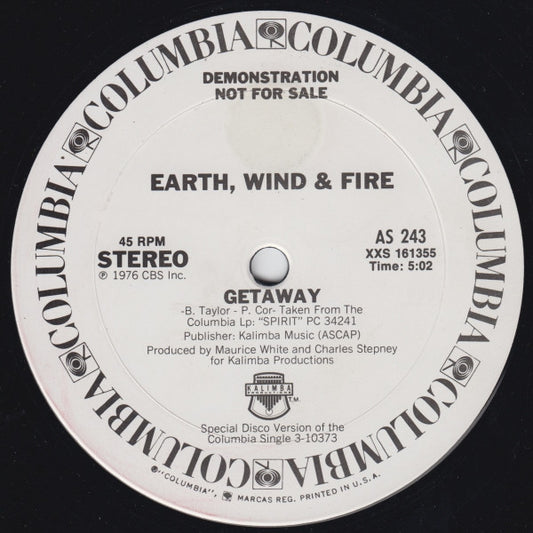 COLUMBIA COLUMBIA COLUMBIA COLUMBIA COLUMBIA COLUMBIA COLUMBIA COLUMBIA
DEMONSTRATION
NOT FOR SALE
EARTH, WIND & FIRE
45 RPM
STEREO
℗ 1976 CBS Inc.
AS 243
XXS 161355
Time: 5:02
GETAWAY
-B. Taylor - P. Cor- Taken From The
Columbia Lp: "SPIRIT" PC 34241
Publisher: Kalimba Music (ASCAP)
Produced by Maurice White and Charles Stepney
for Kalimba Productions
KALIMBA
PRODUCTIONS
T.M.
Special Disco Version of the
Columbia Single 3-10373
® "COLUMBIA", MARCAS REG. PRINTED IN U.S.A.